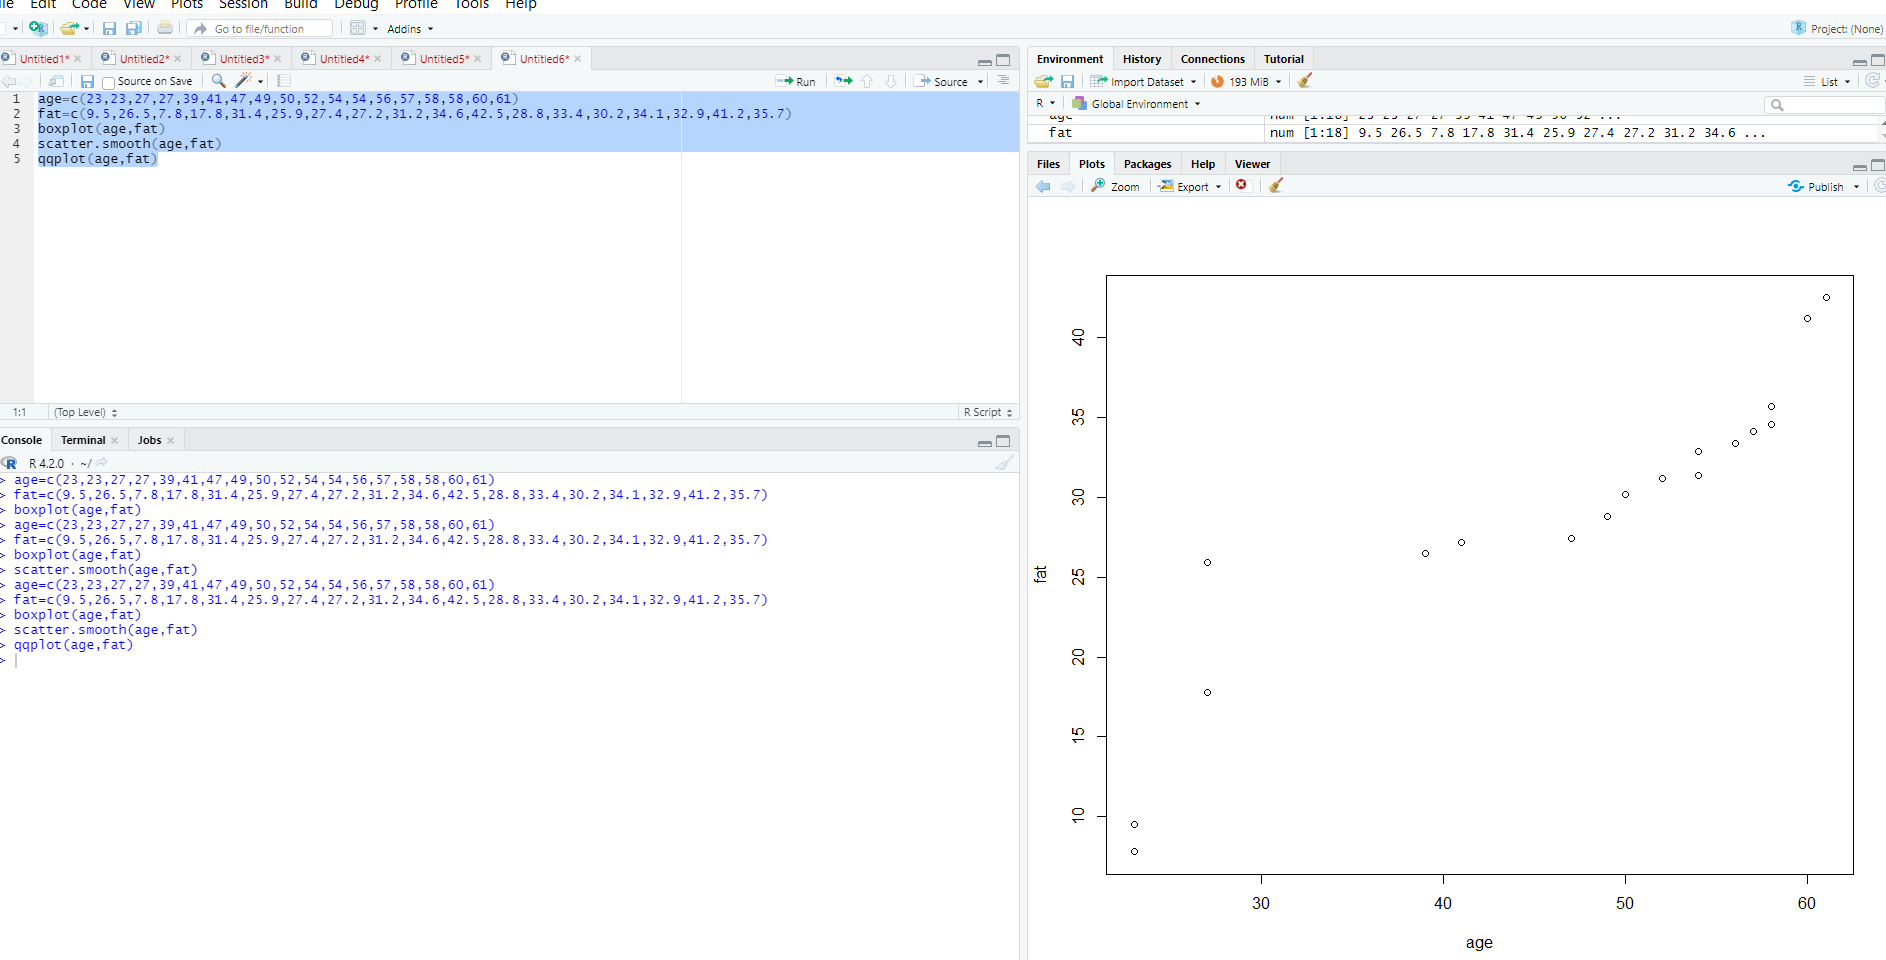 ile Edit Code View Plots Session Build Debug Profile Tools Help
Go to file/function Addins Project: (None)
Untitled1* Untitled2* Untitled3* Untitled4* Untitled5* Untitled6*
Source on Save Run Source
1 age=c(23,23,27,27,39,41,47,49,50,52,54,54,56,57,58,58,60,61)
2 fat=c(9.5,26.5,7.8,17.8,31.4,25.9,27.4,27.2,31.2,34.6,42.5,28.8,33.4,30.2,34.1,32.9,41.2,35.7)
3 boxplot(age,fat)
4 scatter.smooth(age,fat)
5 qqplot(age,fat)
1:1 (Top Level) R Script
Console Terminal Jobs
R 4.2.0 · ~/
> age=c(23,23,27,27,39,41,47,49,50,52,54,54,56,57,58,58,60,61)
> fat=c(9.5,26.5,7.8,17.8,31.4,25.9,27.4,27.2,31.2,34.6,42.5,28.8,33.4,30.2,34.1,32.9,41.2,35.7)
> boxplot(age,fat)
> age=c(23,23,27,27,39,41,47,49,50,52,54,54,56,57,58,58,60,61)
> fat=c(9.5,26.5,7.8,17.8,31.4,25.9,27.4,27.2,31.2,34.6,42.5,28.8,33.4,30.2,34.1,32.9,41.2,35.7)
> boxplot(age,fat)
> scatter.smooth(age,fat)
> age=c(23,23,27,27,39,41,47,49,50,52,54,54,56,57,58,58,60,61)
> fat=c(9.5,26.5,7.8,17.8,31.4,25.9,27.4,27.2,31.2,34.6,42.5,28.8,33.4,30.2,34.1,32.9,41.2,35.7)
> boxplot(age,fat)
> scatter.smooth(age,fat)
> qqplot(age,fat)
>
Environment History Connections Tutorial
Import Dataset 193 MiB List
R Global Environment
age num [1:18] 23 23 27 27 39 41 47 49 50 52 ...
fat num [1:18] 9.5 26.5 7.8 17.8 31.4 25.9 27.4 27.2 31.2 34.6 ...
Files Plots Packages Help Viewer
Zoom Export Publish
40
35
30
25
20
15
10
fat
30 40 50 60
age